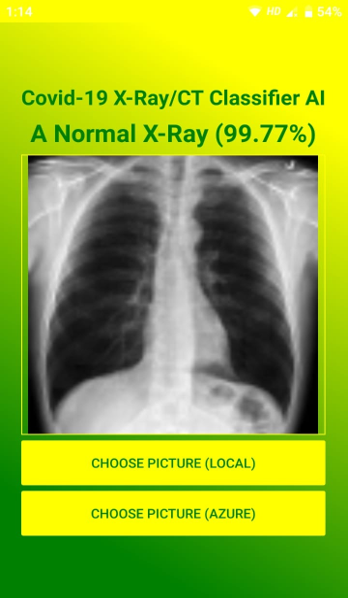 1:14 HD 54%
Covid-19 X-Ray/CT Classifier AI
A Normal X-Ray (99.77%)
CHOOSE PICTURE (LOCAL)
CHOOSE PICTURE (AZURE)